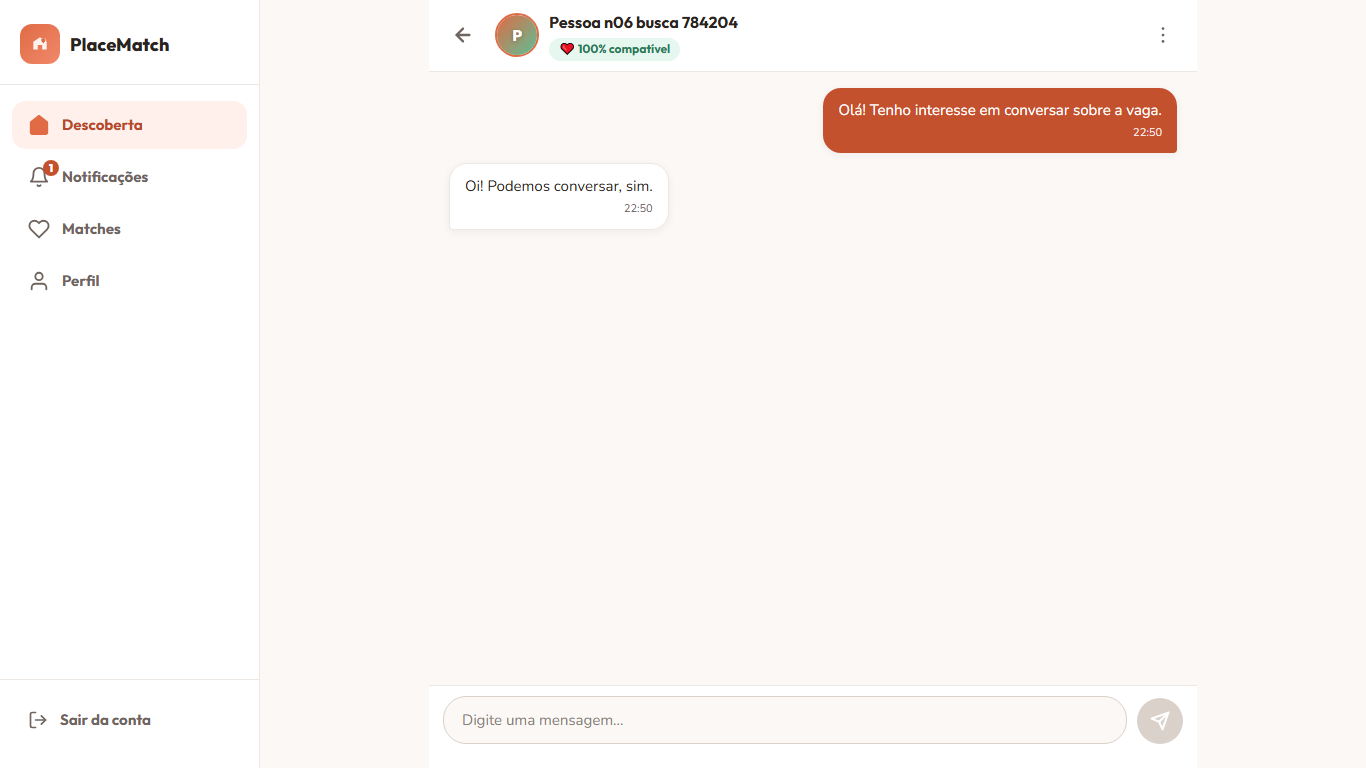 PlaceMatch
Descoberta
1
Notificações
Matches
Perfil
Sair da conta
P
Pessoa n06 busca 784204
❤️ 100% compatível
Olá! Tenho interesse em conversar sobre a vaga.
22:50
Oi! Podemos conversar, sim.
22:50
Digite uma mensagem...